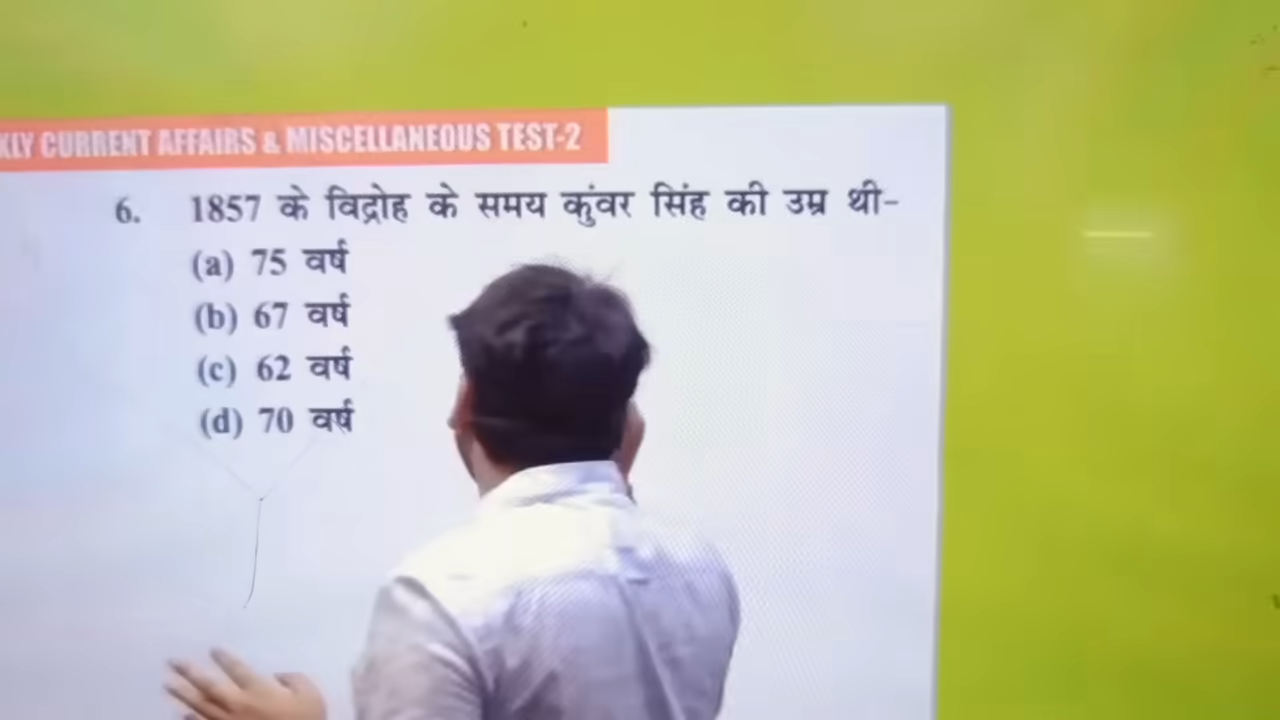 KLY CURRENT AFFAIRS & MISCELLANEOUS TEST-2
6. 1857 के विद्रोह के समय कुंवर सिंह की उम्र थी-
(a) 75 वर्ष
(b) 67 वर्ष
(c) 62 वर्ष
(d) 70 वर्ष